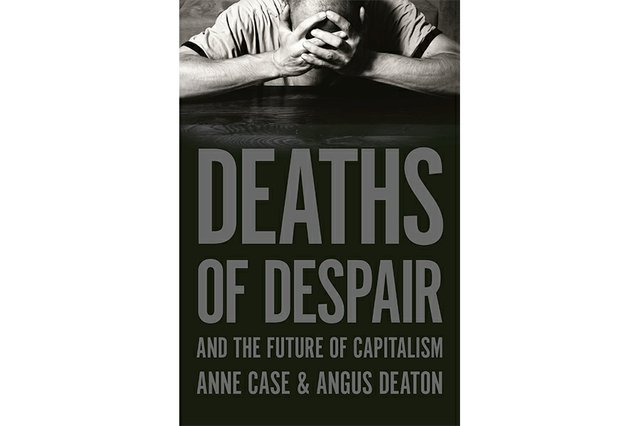 DEATHS
OF DESPAIR
AND THE FUTURE OF CAPITALISM
ANNE CASE & ANGUS DEATON